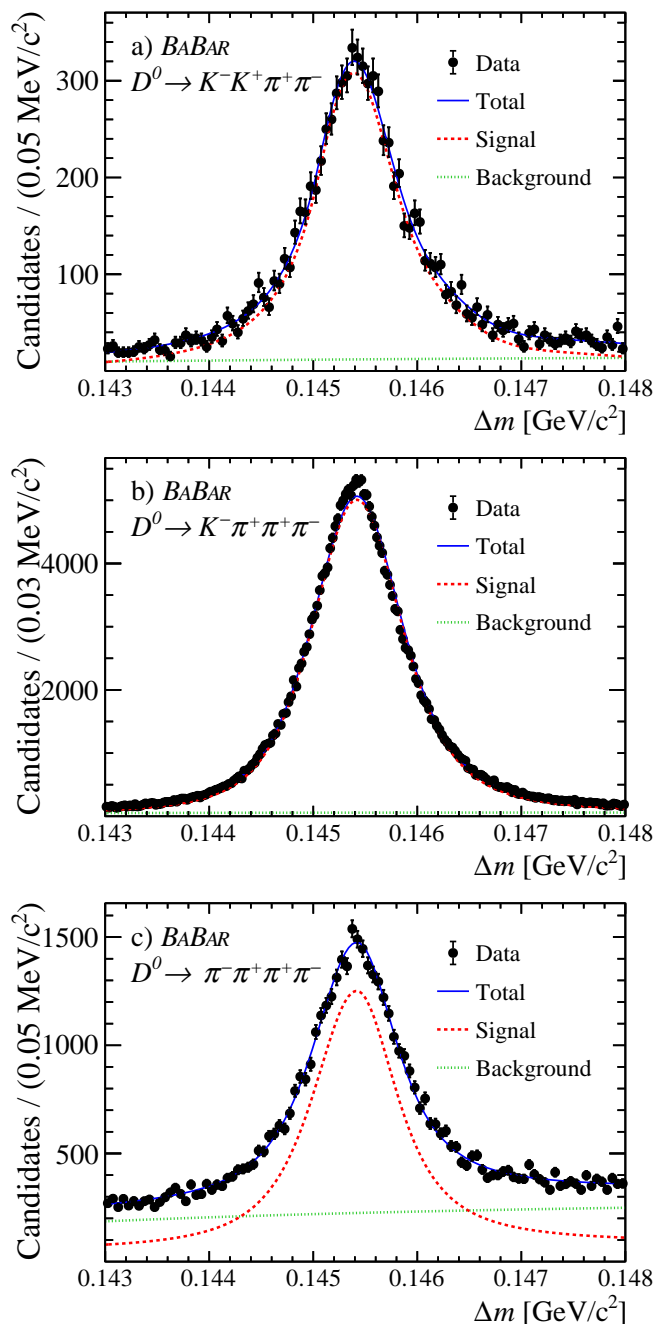 a) BABAR
D⁰→ K⁻K⁺π⁺π⁻
Data
Total
Signal
Background
Candidates / (0.05 MeV/c²)
300
200
100
0.143 0.144 0.145 0.146 0.147 0.148
Δm [GeV/c²]
b) BABAR
D⁰→ K⁻π⁺π⁺π⁻
Data
Total
Signal
Background
Candidates / (0.03 MeV/c²)
4000
2000
0.143 0.144 0.145 0.146 0.147 0.148
Δm [GeV/c²]
c) BABAR
D⁰→ π⁻π⁺π⁺π⁻
Data
Total
Signal
Background
Candidates / (0.05 MeV/c²)
1500
1000
500
0.143 0.144 0.145 0.146 0.147 0.148
Δm [GeV/c²]